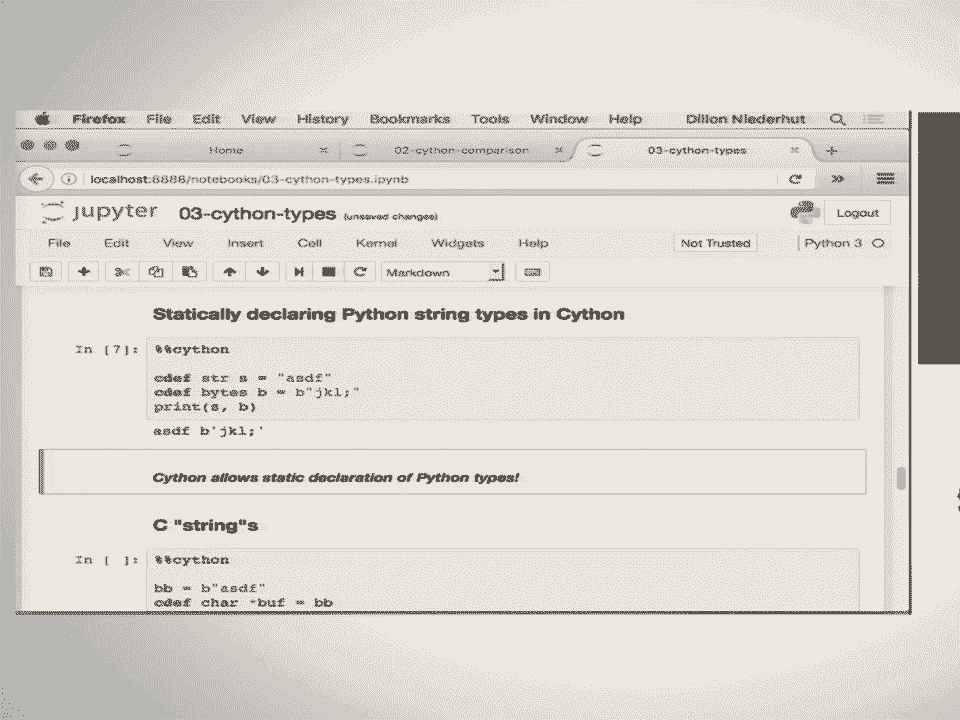 Firefox File Edit View History Bookmarks Tools Window Help Dillon Niederhut
Home 02-cython-comparison 03-cython-types
localhost:8888/notebooks/03-cython-types.ipynb
jupyter 03-cython-types (unsaved changes) Logout
File Edit View Insert Cell Kernel Widgets Help Not Trusted Python 3
Markdown
Statically declaring Python string types in Cython
In [7]: %%cython
cdef str s = "asdf"
cdef bytes b = b"jkl;"
print(s, b)
asdf b'jkl;'
Cython allows static declaration of Python types!
C "string"s
In [ ]: %%cython
bb = b"asdf"
cdef char *buf = bb